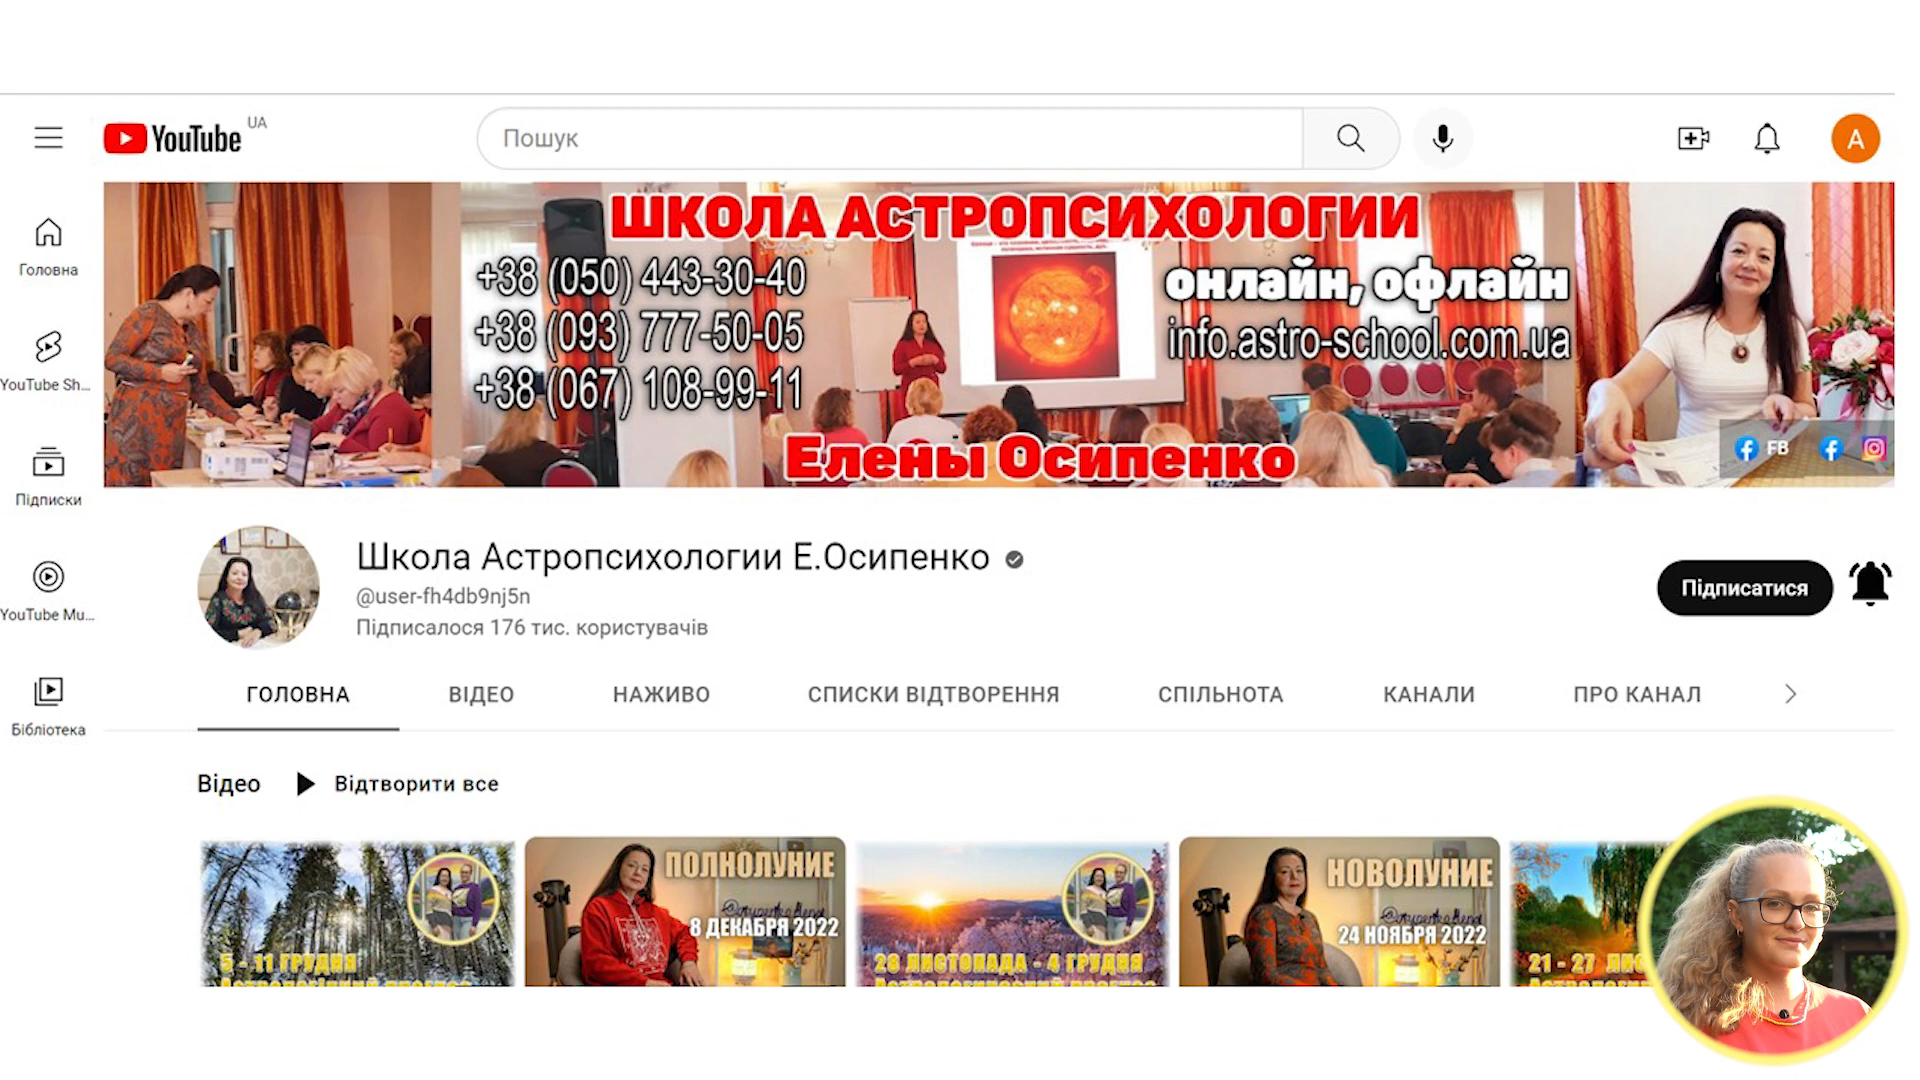 YouTube UA
Пошук
A
Головна
YouTube Sh...
Підписки
YouTube Mu...
Бібліотека
ШКОЛА АСТРОПСИХОЛОГИИ
+38 (050) 443-30-40
+38 (093) 777-50-05
+38 (067) 108-99-11
онлайн, офлайн
info.astro-school.com.ua
Елены Осипенко
FB
Школа Астропсихологии Е.Осипенко
@user-fh4db9nj5n
Підписалося 176 тис. користувачів
Підписатися
ГОЛОВНА ВІДЕО НАЖИВО СПИСКИ ВІДТВОРЕННЯ СПІЛЬНОТА КАНАЛИ ПРО КАНАЛ
Відео Відтворити все
5 - 11 ГРУДНЯ
ПОЛНОЛУНИЕ
8 ДЕКАБРЯ 2022
28 ЛИСТОПАДА - 4 ГРУДНЯ
НОВОЛУНИЕ
24 НОЯБРЯ 2022
21 - 27